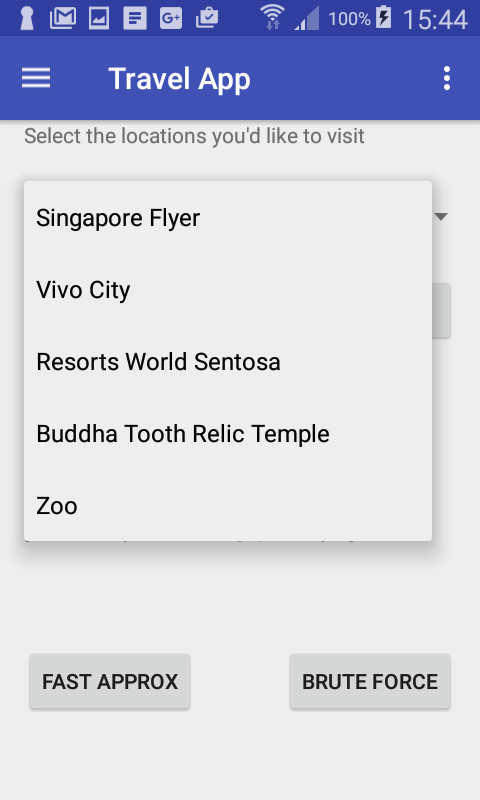 100% 15:44
Travel App
Select the locations you'd like to visit
Singapore Flyer
Vivo City
Resorts World Sentosa
Buddha Tooth Relic Temple
Zoo
FAST APPROX
BRUTE FORCE